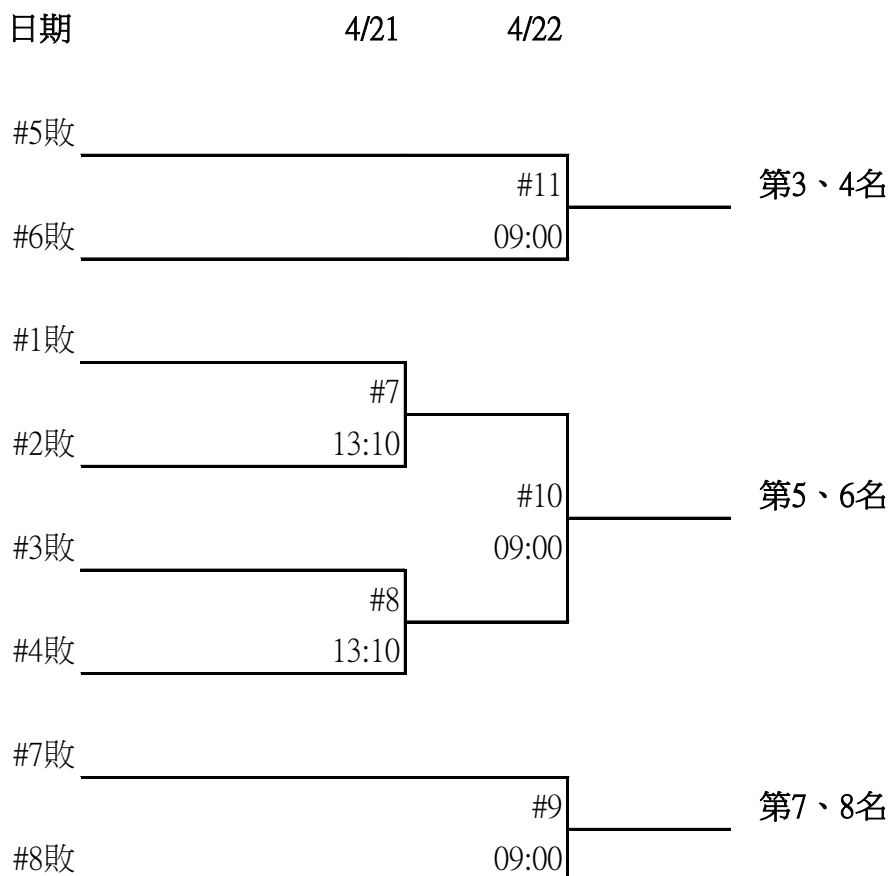 日期 4/21 4/22
#5敗
#11 第3、4名
#6敗 09:00
#1敗
#7
#2敗 13:10
#10 第5、6名
#3敗 09:00
#8
#4敗 13:10
#7敗
#9 第7、8名
#8敗 09:00